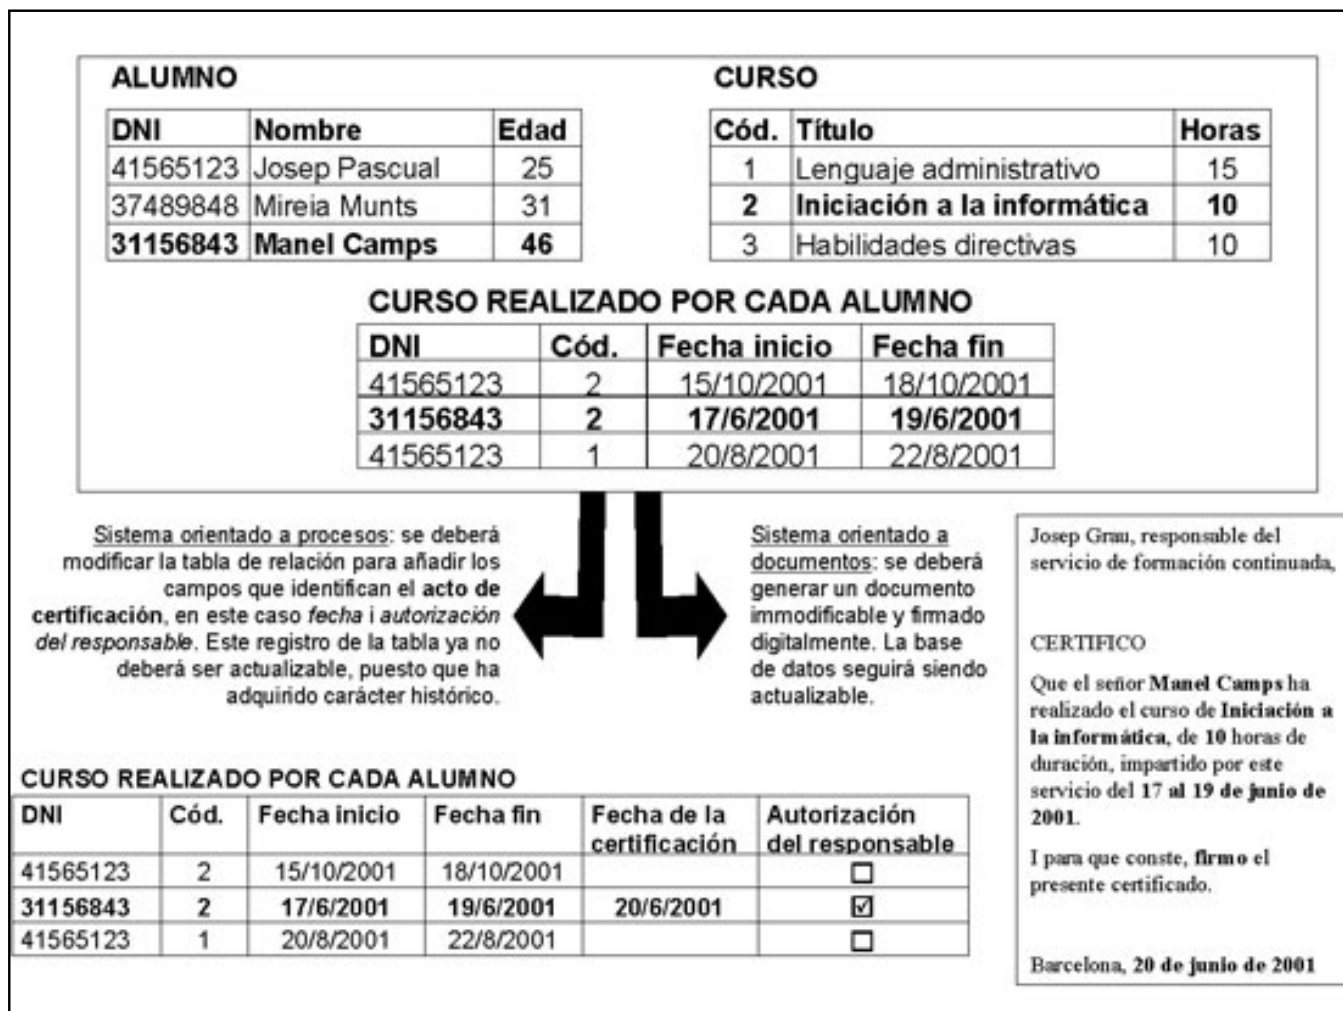 ALUMNO
DNI Nombre Edad
41565123 Josep Pascual 25
37489848 Mireia Munts 31
31156843 Manel Camps 46
CURSO
Cód. Título Horas
1 Lenguaje administrativo 15
2 Iniciación a la informática 10
3 Habilidades directivas 10
CURSO REALIZADO POR CADA ALUMNO
DNI Cód. Fecha inicio Fecha fin
41565123 2 15/10/2001 18/10/2001
31156843 2 17/6/2001 19/6/2001
41565123 1 20/8/2001 22/8/2001
Sistema orientado a procesos: se deberá
modificar la tabla de relación para añadir los
campos que identifican el acto de
certificación, en este caso fecha i autorización
del responsable. Este registro de la tabla ya no
deberá ser actualizable, puesto que ha
adquirido carácter histórico.
Sistema orientado a
documentos: se deberá
generar un documento
immodificable y firmado
digitalmente. La base
de datos seguirá siendo
actualizable.
Josep Grau, responsable del
servicio de formación continuada,
CERTIFICO
Que el señor Manel Camps ha
realizado el curso de Iniciación a
la informática, de 10 horas de
duración, impartido por este
servicio del 17 al 19 de junio de
2001.
I para que conste, firmo el
presente certificado.
Barcelona, 20 de junio de 2001
CURSO REALIZADO POR CADA ALUMNO
DNI Cód. Fecha inicio Fecha fin Fecha de la Autorización
certificación del responsable
41565123 2 15/10/2001 18/10/2001
31156843 2 17/6/2001 19/6/2001 20/6/2001
41565123 1 20/8/2001 22/8/2001